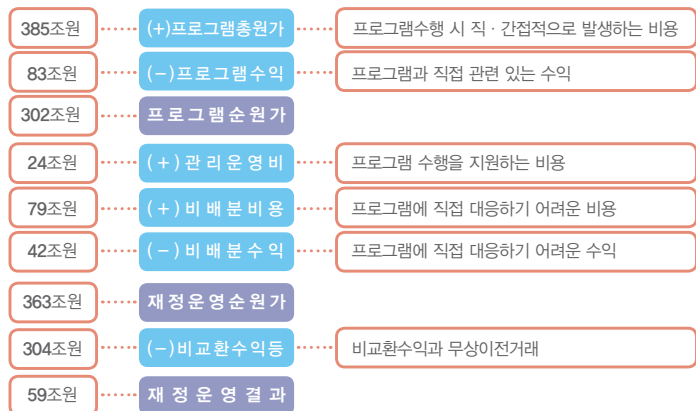 385조원 (+)프로그램총원가 프로그램수행 시 직·간접적으로 발생하는 비용
83조원 (-)프로그램수익 프로그램과 직접 관련 있는 수익
302조원 프로그램순원가
24조원 (+)관리운영비 프로그램 수행을 지원하는 비용
79조원 (+)비배분비용 프로그램에 직접 대응하기 어려운 비용
42조원 (-)비배분수익 프로그램에 직접 대응하기 어려운 수익
363조원 재정운영순원가
304조원 (-)비교환수익등 비교환수익과 무상이전거래
59조원 재정운영결과